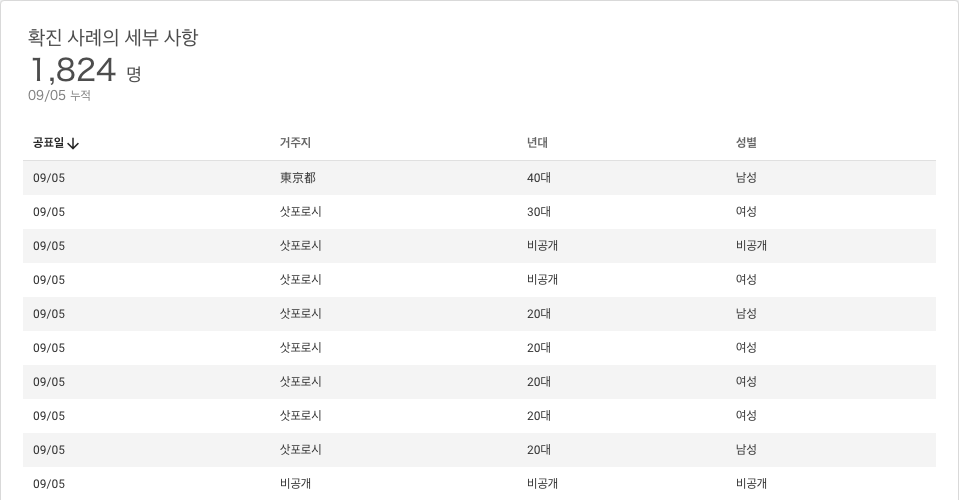 확진 사례의 세부 사항
1,824 명
09/05 누적
공표일↓ 거주지 년대 성별
09/05 東京都 40대 남성
09/05 삿포로시 30대 여성
09/05 삿포로시 비공개 비공개
09/05 삿포로시 비공개 여성
09/05 삿포로시 20대 남성
09/05 삿포로시 20대 여성
09/05 삿포로시 20대 여성
09/05 삿포로시 20대 여성
09/05 삿포로시 20대 남성
09/05 비공개 비공개 비공개